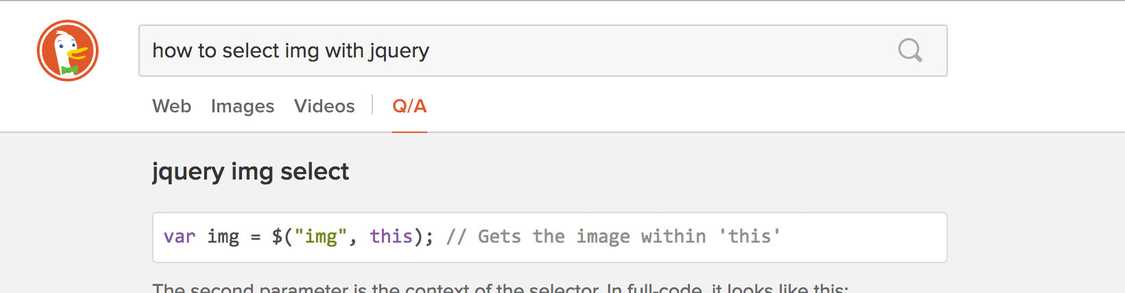 how to select img with jquery
Web Images Videos Q/A
jquery img select
var img = $("img", this); // Gets the image within 'this'
The second parameter is the context of the selector. In full-code, it looks like this: